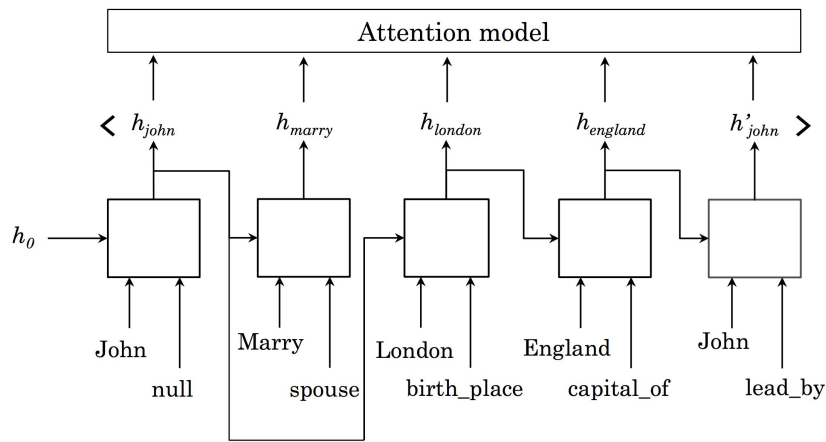 Attention model
< h_john h_marry h_london h_england h'_john >
h_0
John Marry London England John
null spouse birth_place capital_of lead_by